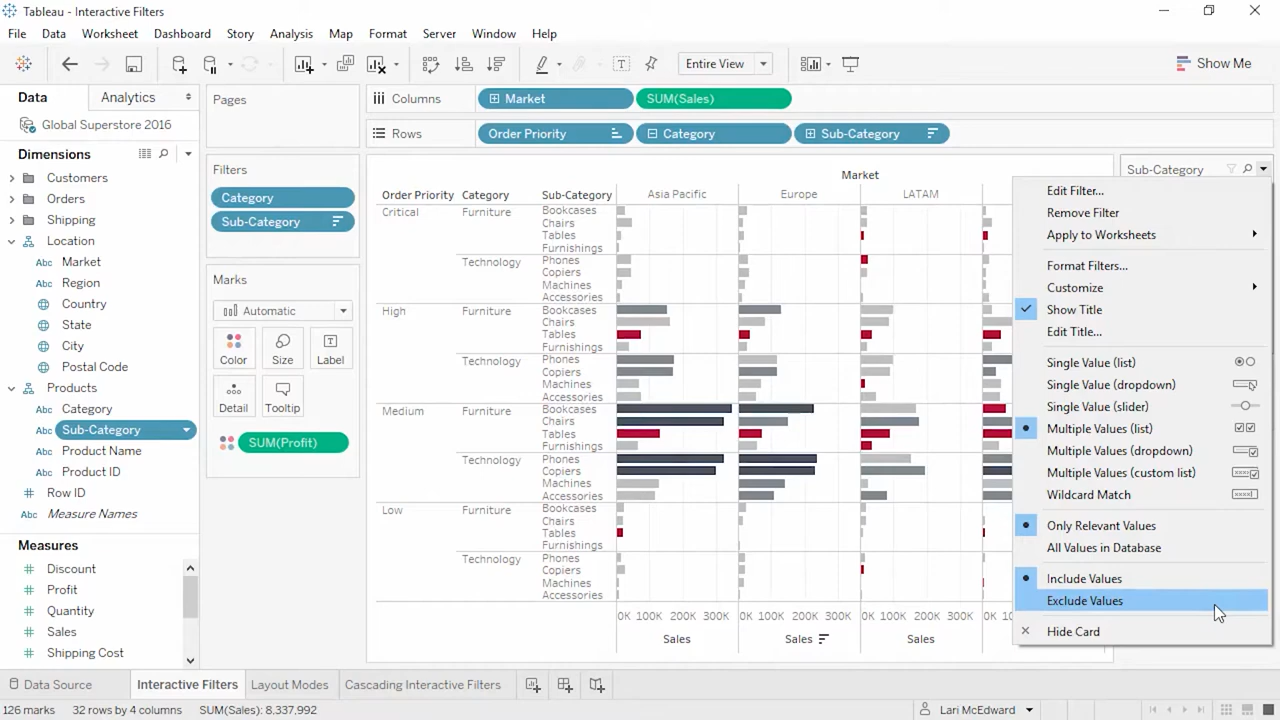 Tableau - Interactive Filters
File Data Worksheet Dashboard Story Analysis Map Format Server Window Help
Entire View
Show Me
Data Analytics
Global Superstore 2016
Dimensions
Customers
Orders
Shipping
Location
Abc Market
Abc Region
Country
State
City
Abc Postal Code
Products
Abc Category
Abc Sub-Category
Abc Product Name
Abc Product ID
Abc Row ID
Abc Measure Names
Measures
# Discount
# Profit
# Quantity
# Sales
# Shipping Cost
Pages
Filters
Category
Sub-Category
Marks
Automatic
Color Size Label
Detail Tooltip
SUM(Profit)
Columns Market SUM(Sales)
Rows Order Priority Category Sub-Category
Market
Order Priority Category Sub-Category Asia Pacific Europe LATAM
Critical Furniture Bookcases
Chairs
Tables
Furnishings
Technology Phones
Copiers
Machines
Accessories
High Furniture Bookcases
Chairs
Tables
Furnishings
Technology Phones
Copiers
Machines
Accessories
Medium Furniture Bookcases
Chairs
Tables
Furnishings
Technology Phones
Copiers
Machines
Accessories
Low Furniture Bookcases
Chairs
Tables
Furnishings
Technology Phones
Copiers
Machines
Accessories
0K 100K 200K 300K 0K 100K 200K 300K 0K 100K 200K 300K 0K 10
Sales Sales Sales
Sub-Category
Edit Filter...
Remove Filter
Apply to Worksheets
Format Filters...
Customize
Show Title
Edit Title...
Single Value (list)
Single Value (dropdown)
Single Value (slider)
Multiple Values (list)
Multiple Values (dropdown)
Multiple Values (custom list)
Wildcard Match
Only Relevant Values
All Values in Database
Include Values
Exclude Values
Hide Card
Data Source Interactive Filters Layout Modes Cascading Interactive Filters
126 marks 32 rows by 4 columns SUM(Sales): 8,337,992 Lari McEdward